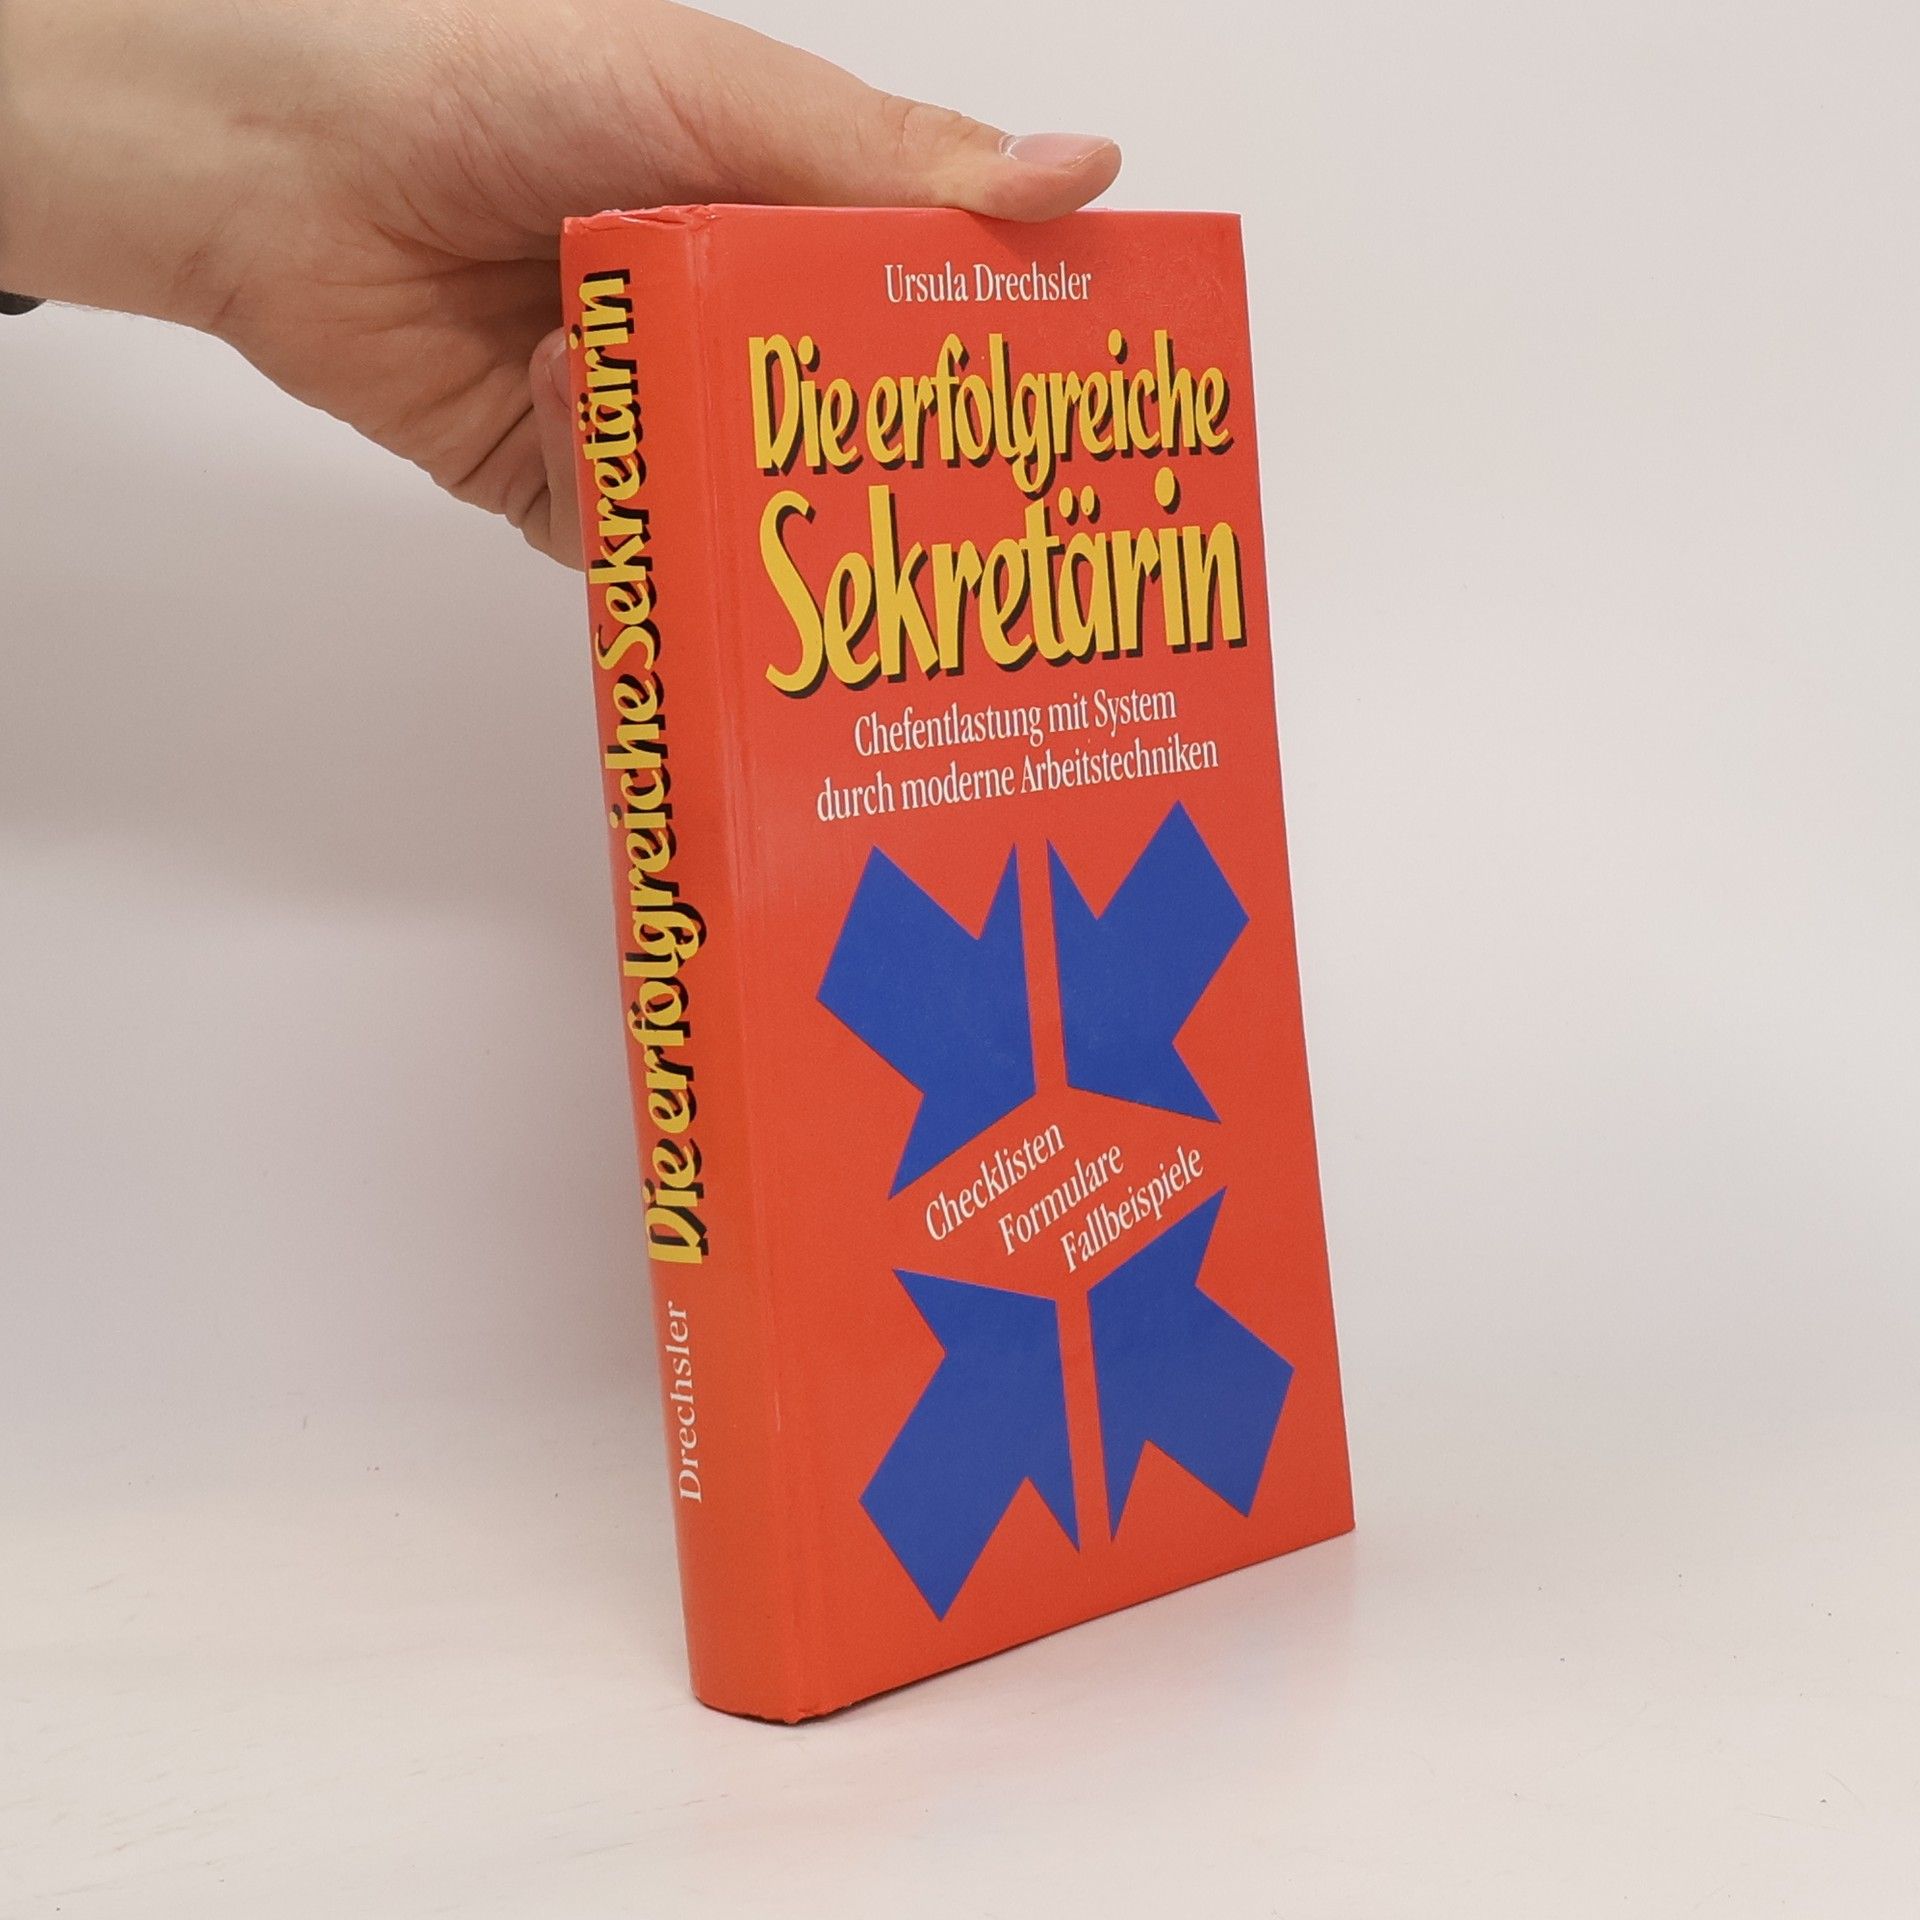 Ursula Drechsler
Die erfolgreiche
Sekretärin
Chefentlastung mit System
durch moderne Arbeitstechniken
Checklisten
Formulare
Fallbeispiele
Drechsler Die erfolgreiche Sekretärin